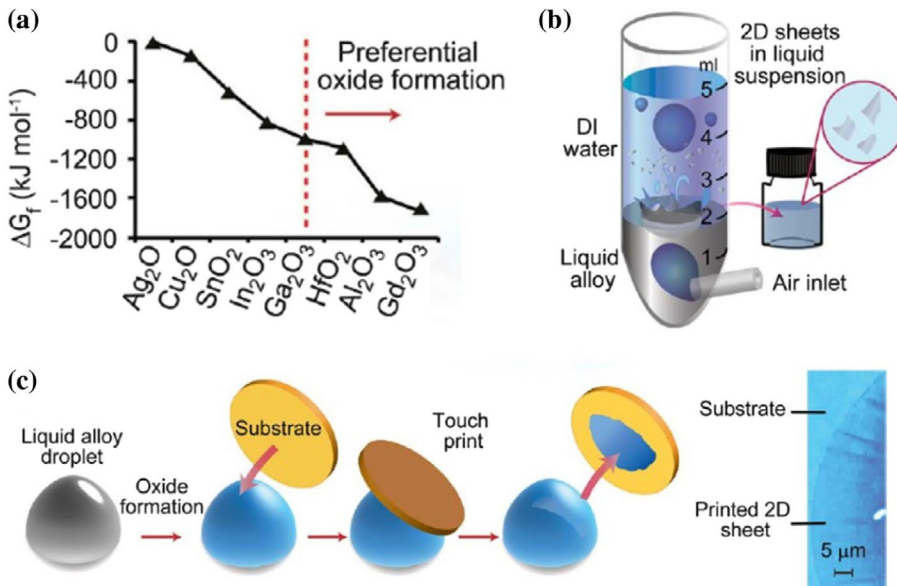 (a)
0
-400
-800
-1200
-1600
-2000
ΔG_f (kJ mol⁻¹)
Preferential
oxide formation
Ag₂O
Cu₂O
SnO₂
In₂O₃
Ga₂O₃
HfO₂
Al₂O₃
Gd₂O₃
(b)
2D sheets
in liquid
suspension
ml
5
4
3
2
1
DI
water
Liquid
alloy
Air inlet
(c)
Liquid alloy
droplet
Oxide
formation
Substrate
Touch
print
Substrate
Printed 2D
sheet
5 μm